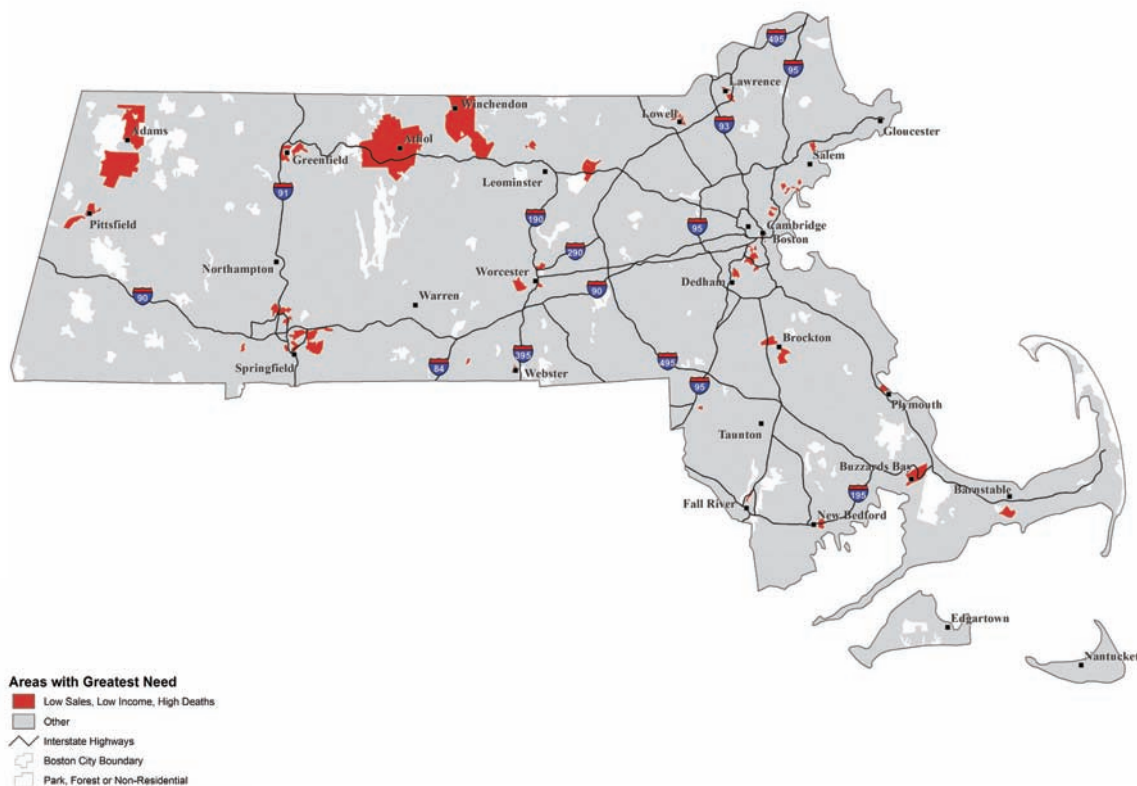 495
95
Lawrence
Winchendon
Lowell
93
Gloucester
Adams
Athol
Greenfield
Salem
Leominster
91
190
Pittsfield
95
Cambridge
Boston
290
Northampton
Worcester
Dedham
90
90
Warren
Brockton
Springfield
84
395
Webster
495
95
Plymouth
Taunton
Buzzards Bay
195
Barnstable
Fall River
New Bedford
Edgartown
Nantucket
Areas with Greatest Need
Low Sales, Low Income, High Deaths
Other
Interstate Highways
Boston City Boundary
Park, Forest or Non-Residential